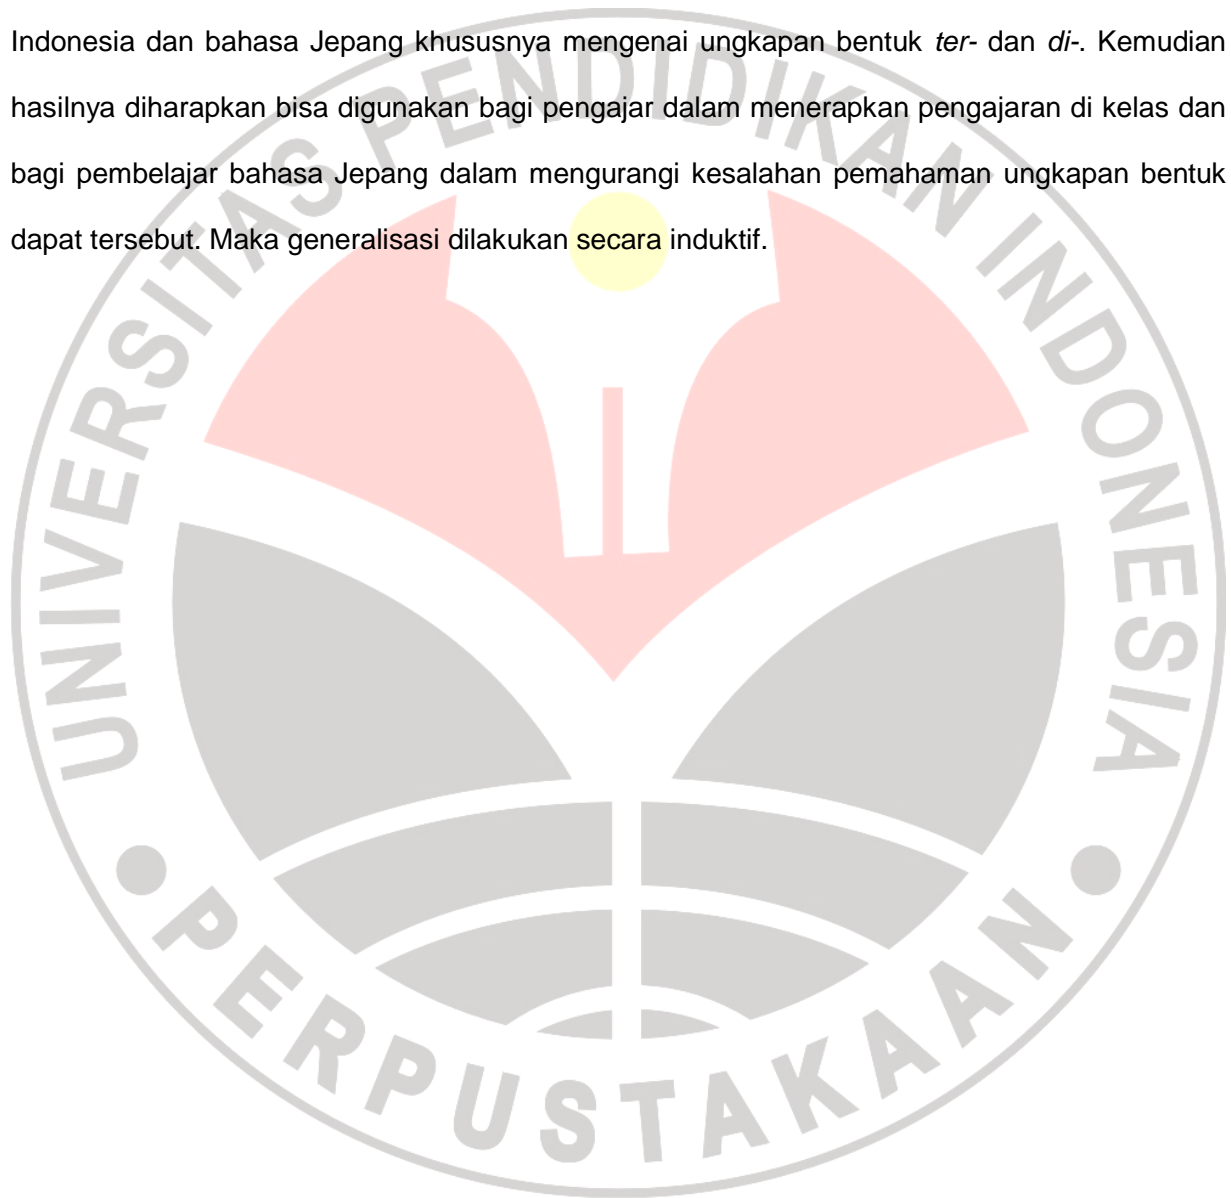 Indonesia dan bahasa Jepang khususnya mengenai ungkapan bentuk ter- dan di-. Kemudian
hasilnya diharapkan bisa digunakan bagi pengajar dalam menerapkan pengajaran di kelas dan
bagi pembelajar bahasa Jepang dalam mengurangi kesalahan pemahaman ungkapan bentuk
dapat tersebut. Maka generalisasi dilakukan secara induktif.
UNIVERSITAS PENDIDIKAN INDONESIA
PERPUSTAKAAN